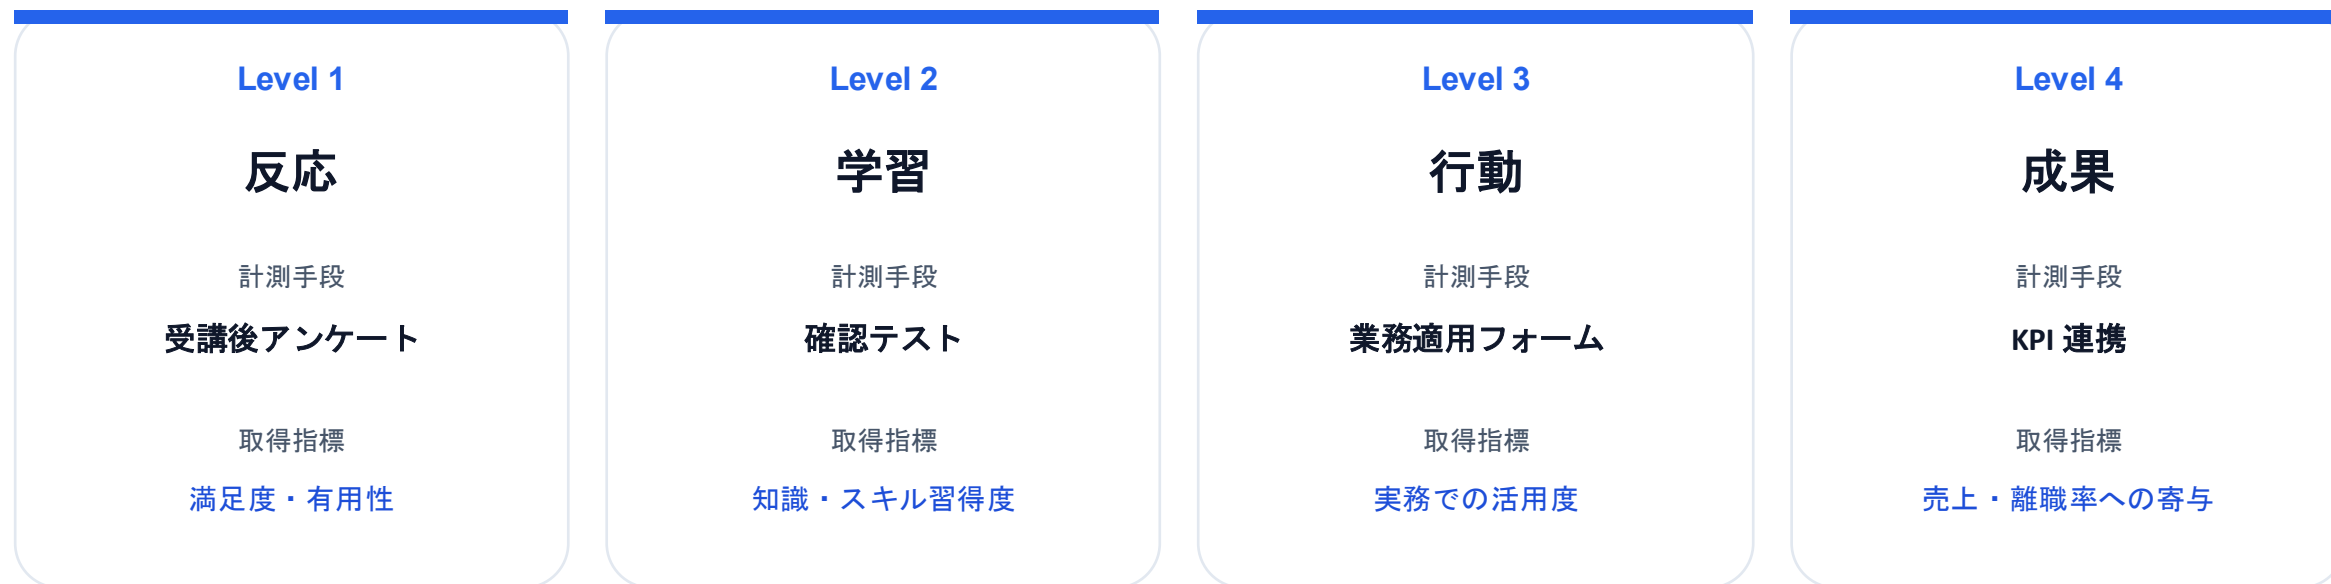 Level 1
反応
計測手段
受講後アンケート
取得指標
満足度・有用性
Level 2
学習
計測手段
確認テスト
取得指標
知識・スキル習得度
Level 3
行動
計測手段
業務適用フォーム
取得指標
実務での活用度
Level 4
成果
計測手段
KPI 連携
取得指標
売上・離職率への寄与